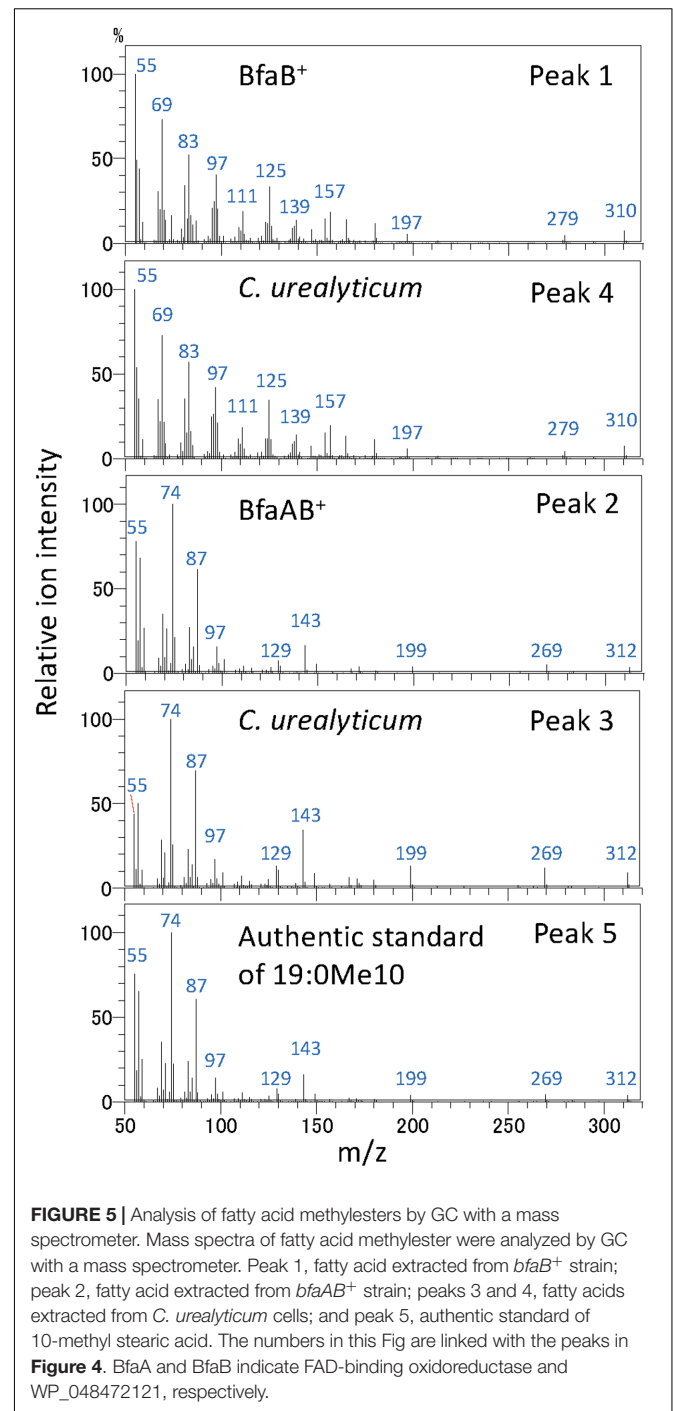 %
100
50
0
55
69
83
97
111
125
139
157
197
279
310
BfaB+
Peak 1
100
50
0
55
69
83
97
111
125
139
157
197
279
310
C. urealyticum
Peak 4
100
50
0
55
74
87
97
129
143
199
269
312
BfaAB+
Peak 2
100
50
0
55
74
87
97
129
143
199
269
312
C. urealyticum
Peak 3
100
50
0
55
74
87
97
129
143
199
269
312
Authentic standard
of 19:0Me10
Peak 5
50 100 150 200 250 300
m/z
Relative ion intensity
FIGURE 5 | Analysis of fatty acid methylesters by GC with a mass
spectrometer. Mass spectra of fatty acid methylester were analyzed by GC
with a mass spectrometer. Peak 1, fatty acid extracted from bfaB+ strain;
peak 2, fatty acid extracted from bfaAB+ strain; peaks 3 and 4, fatty acids
extracted from C. urealyticum cells; and peak 5, authentic standard of
10-methyl stearic acid. The numbers in this Fig are linked with the peaks in
Figure 4. BfaA and BfaB indicate FAD-binding oxidoreductase and
WP_048472121, respectively.